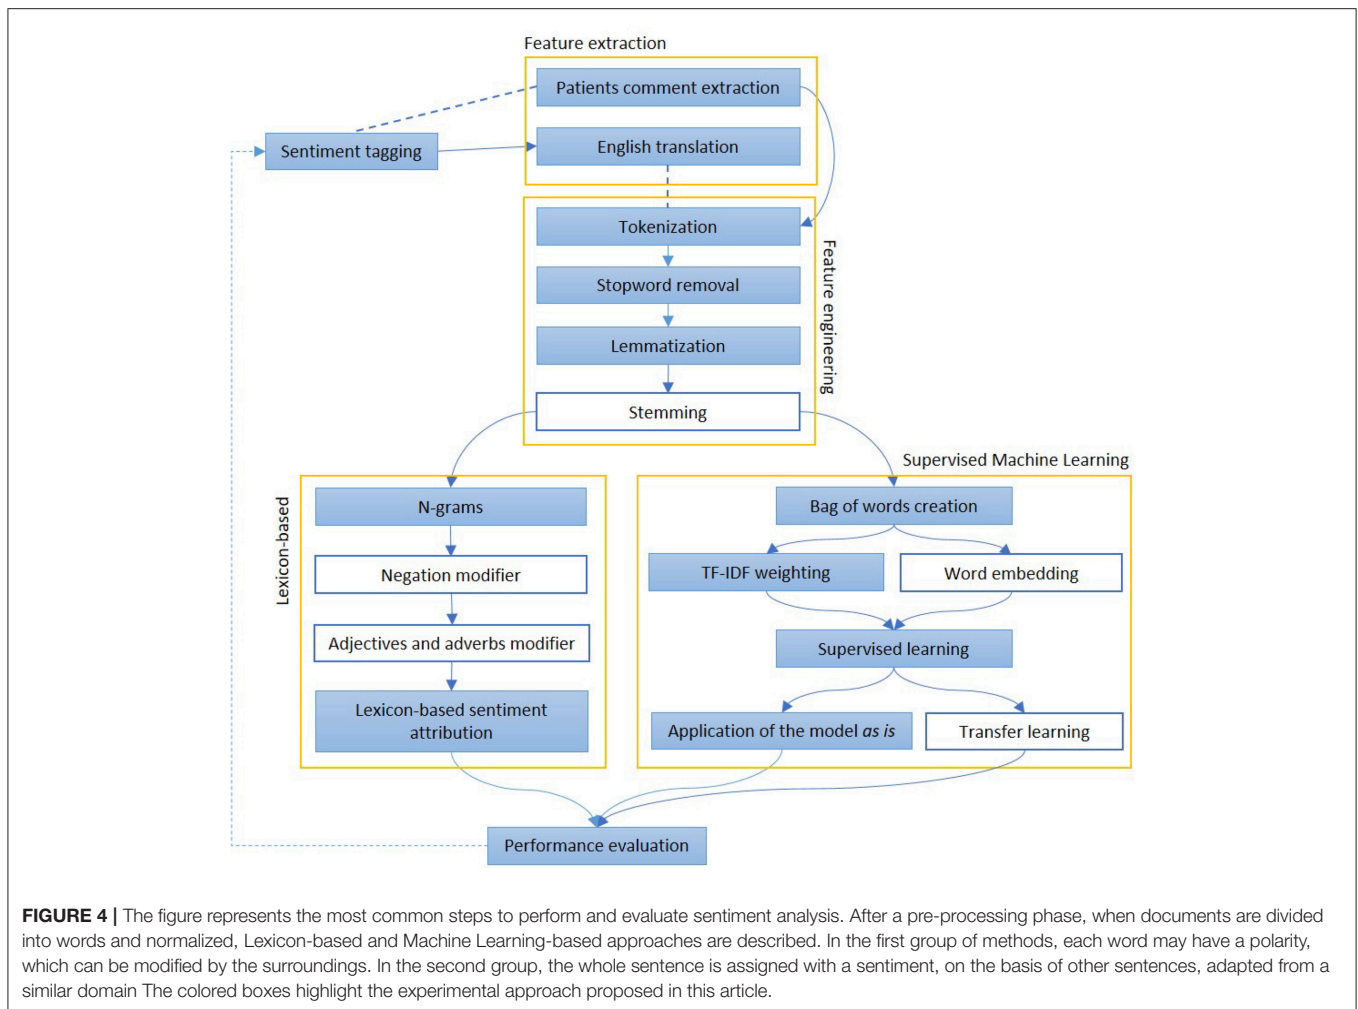 Feature extraction
Patients comment extraction
Sentiment tagging
English translation
Tokenization
Stopword removal
Lemmatization
Stemming
Feature engineering
Supervised Machine Learning
Lexicon-based
N-grams
Negation modifier
Adjectives and adverbs modifier
Lexicon-based sentiment
attribution
Bag of words creation
TF-IDF weighting
Word embedding
Supervised learning
Application of the model as is
Transfer learning
Performance evaluation
FIGURE 4 | The figure represents the most common steps to perform and evaluate sentiment analysis. After a pre-processing phase, when documents are divided
into words and normalized, Lexicon-based and Machine Learning-based approaches are described. In the first group of methods, each word may have a polarity,
which can be modified by the surroundings. In the second group, the whole sentence is assigned with a sentiment, on the basis of other sentences, adapted from a
similar domain The colored boxes highlight the experimental approach proposed in this article.